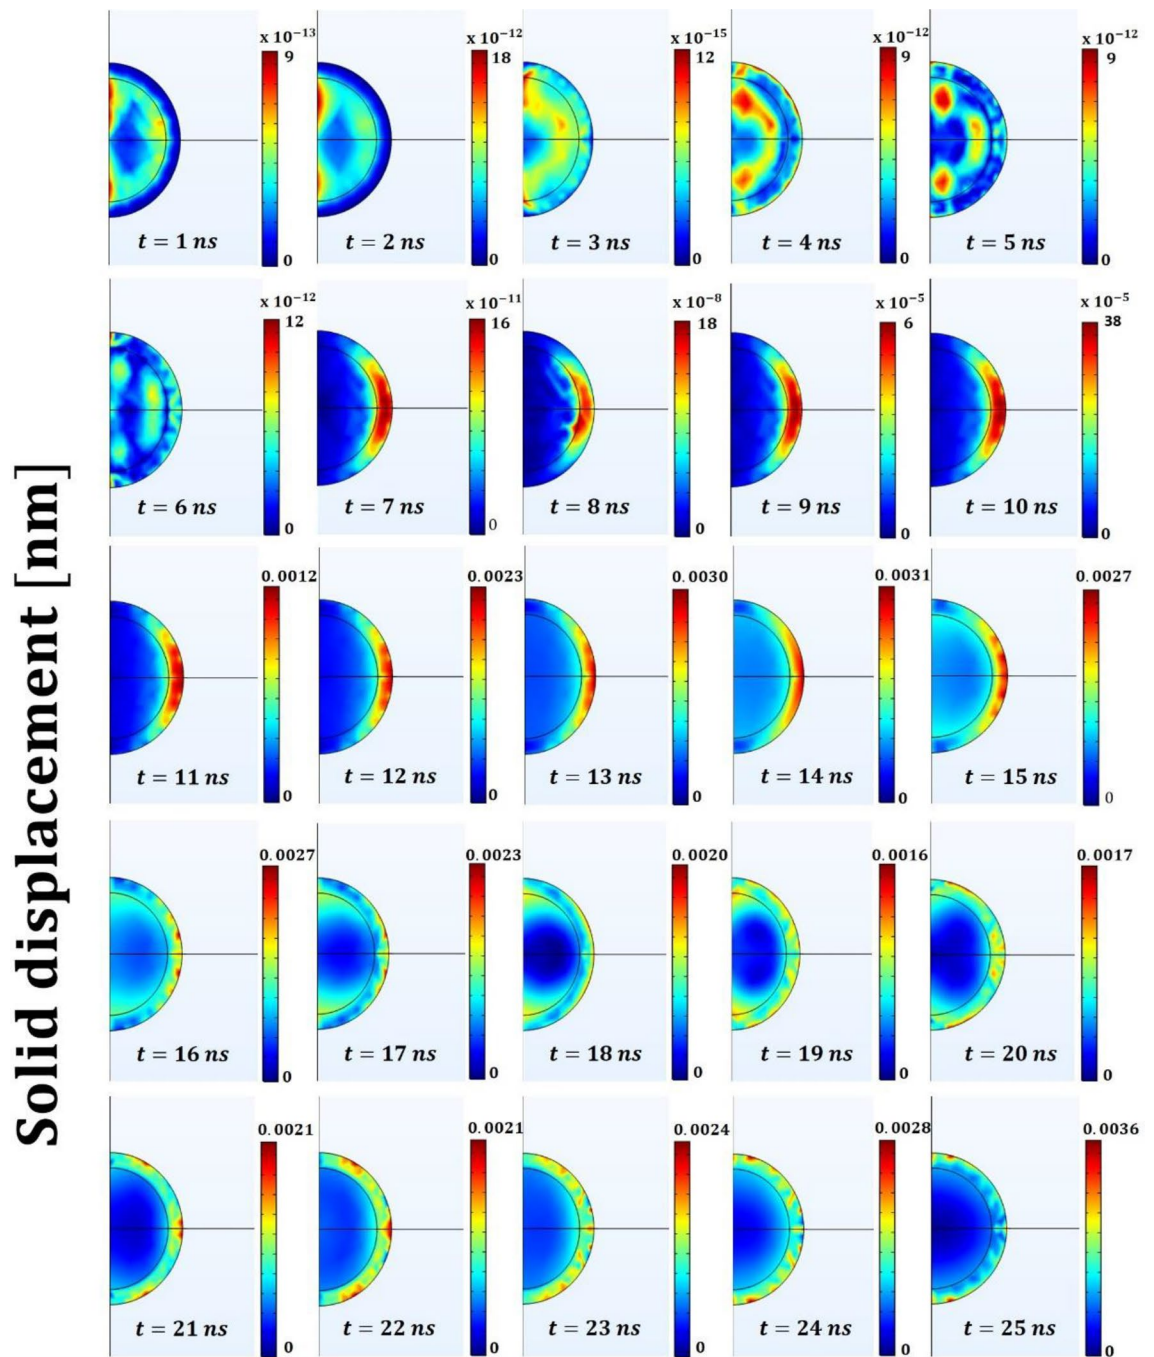 Solid displacement [nm]
x 10⁻¹³ x 10⁻¹² x 10⁻¹⁵ x 10⁻¹² x 10⁻¹²
9 18 12 9 9
t = 1 ns t = 2 ns t = 3 ns t = 4 ns t = 5 ns
0 0 0 0 0
x 10⁻¹² x 10⁻¹¹ x 10⁻⁸ x 10⁻⁵ x 10⁻⁵
12 16 18 6 38
t = 6 ns t = 7 ns t = 8 ns t = 9 ns t = 10 ns
0 0 0 0 0
0.0012 0.0023 0.0030 0.0031 0.0027
t = 11 ns t = 12 ns t = 13 ns t = 14 ns t = 15 ns
0 0 0 0 0
0.0027 0.0023 0.0020 0.0016 0.0017
t = 16 ns t = 17 ns t = 18 ns t = 19 ns t = 20 ns
0 0 0 0 0
0.0021 0.0021 0.0024 0.0028 0.0036
t = 21 ns t = 22 ns t = 23 ns t = 24 ns t = 25 ns
0 0 0 0 0